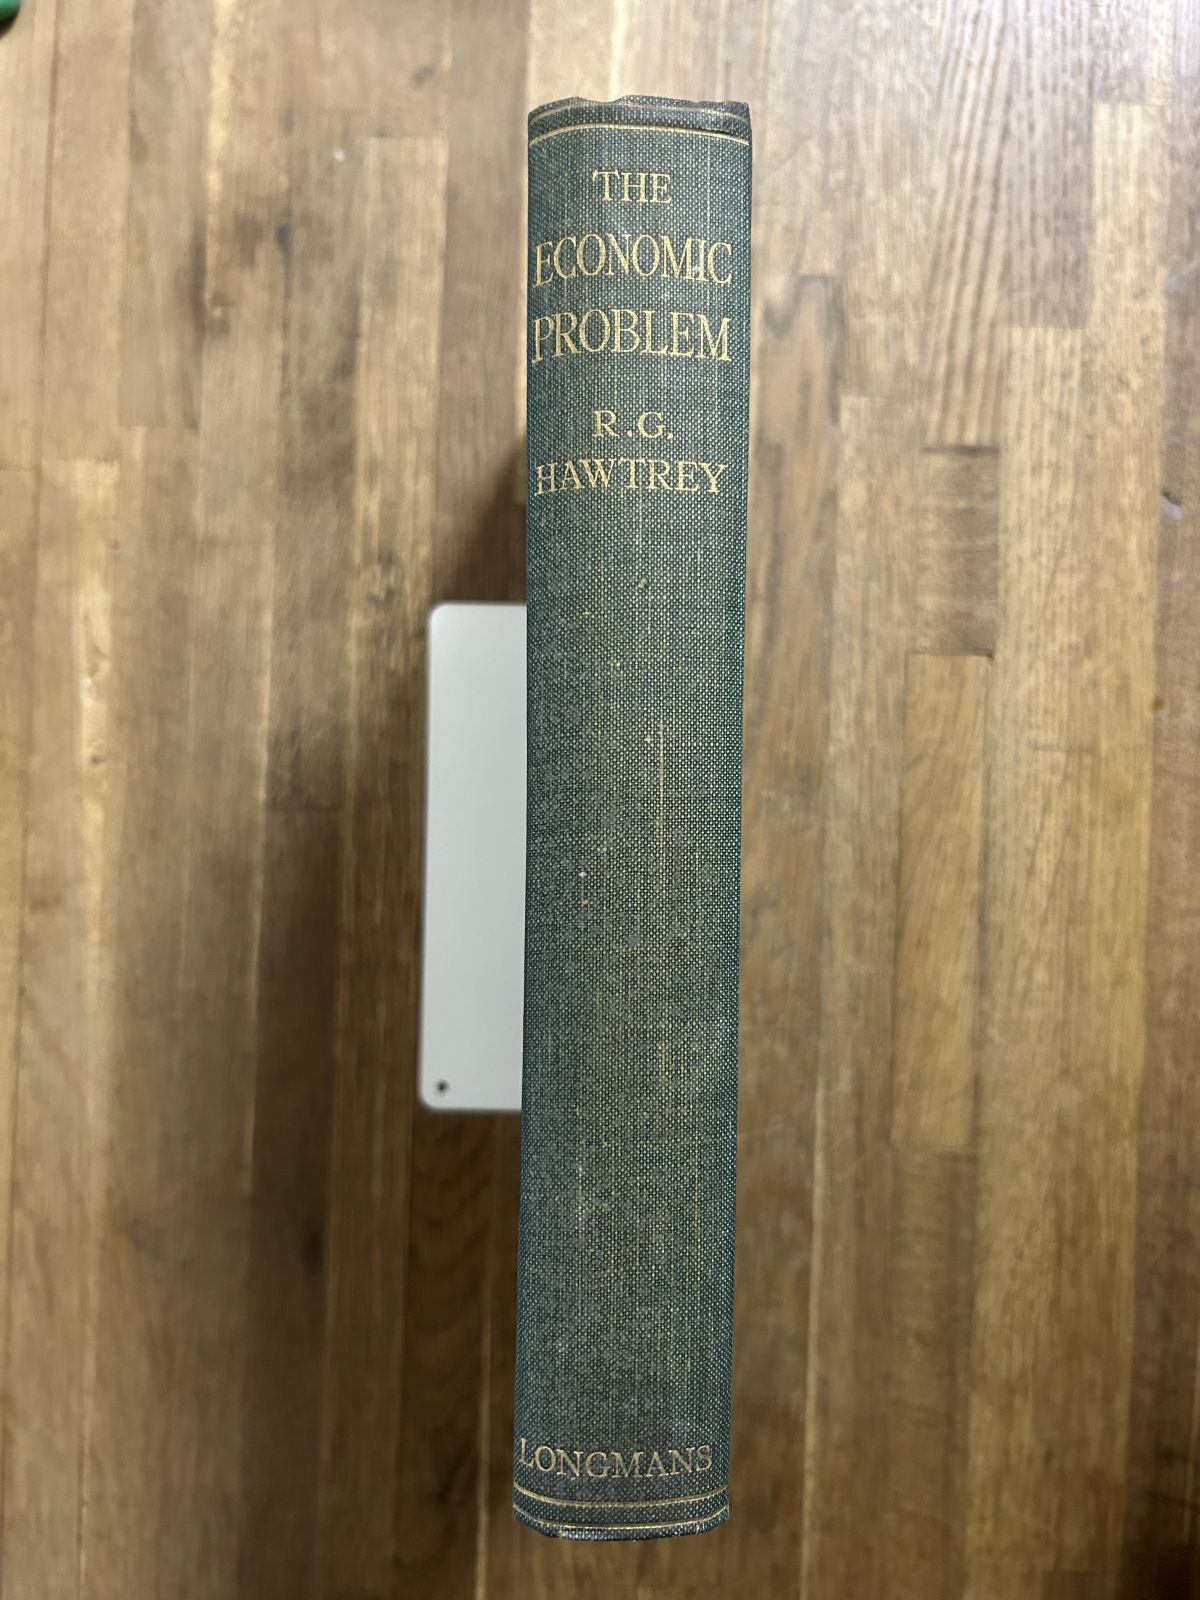 THE
ECONOMIC
PROBLEM
R.G.
HAWTREY
LONGMANS